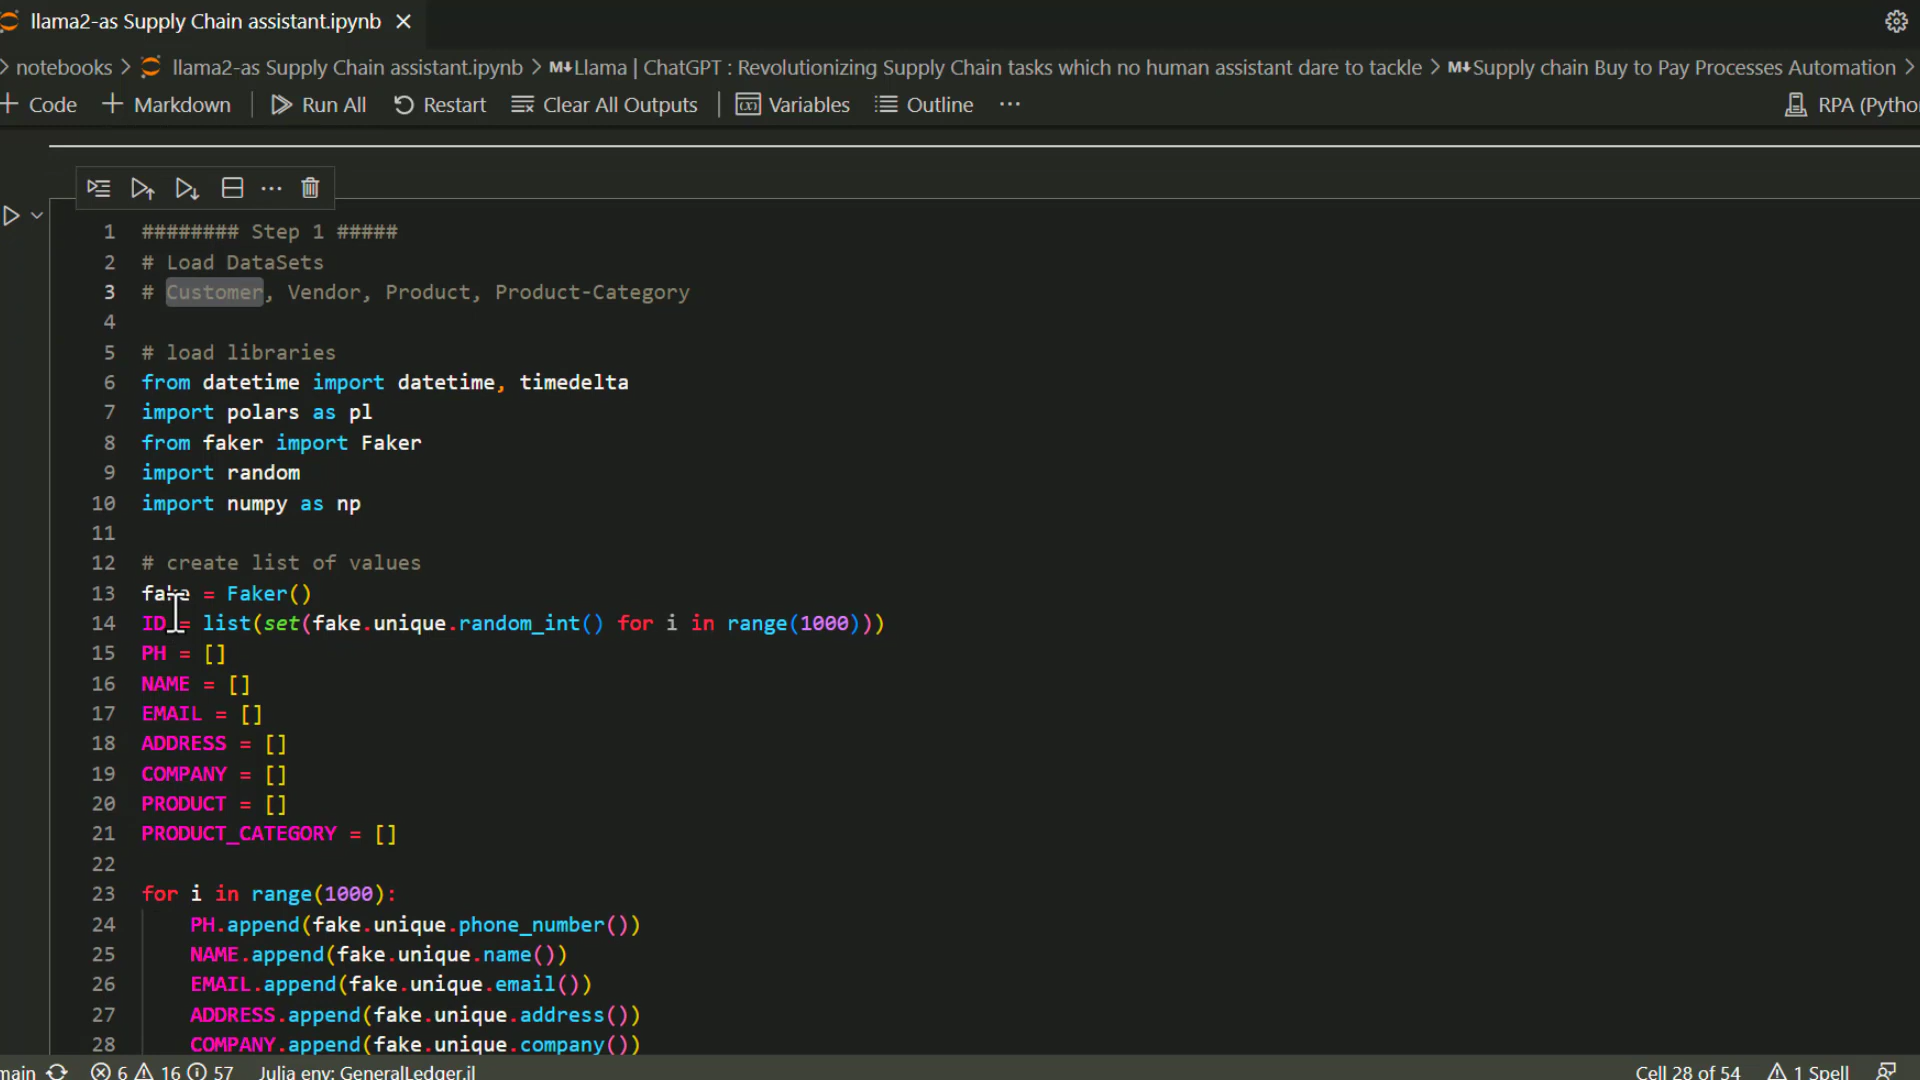 llama2-as Supply Chain assistant.ipynb
notebooks > llama2-as Supply Chain assistant.ipynb > M↓Llama | ChatGPT : Revolutionizing Supply Chain tasks which no human assistant dare to tackle > M↓Supply chain Buy to Pay Processes Automation >
+ Code + Markdown | Run All Restart Clear All Outputs | Variables Outline ... RPA (Pytho
1 ######## Step 1 #####
2 # Load DataSets
3 # Customer, Vendor, Product, Product-Category
4
5 # load libraries
6 from datetime import datetime, timedelta
7 import polars as pl
8 from faker import Faker
9 import random
10 import numpy as np
11
12 # create list of values
13 fake = Faker()
14 ID = list(set(fake.unique.random_int() for i in range(1000)))
15 PH = []
16 NAME = []
17 EMAIL = []
18 ADDRESS = []
19 COMPANY = []
20 PRODUCT = []
21 PRODUCT_CATEGORY = []
22
23 for i in range(1000):
24 PH.append(fake.unique.phone_number())
25 NAME.append(fake.unique.name())
26 EMAIL.append(fake.unique.email())
27 ADDRESS.append(fake.unique.address())
28 COMPANY.append(fake.unique.company())
main 6 16 57 Julia env: GeneralLedger.jl Cell 28 of 54 1 Spell